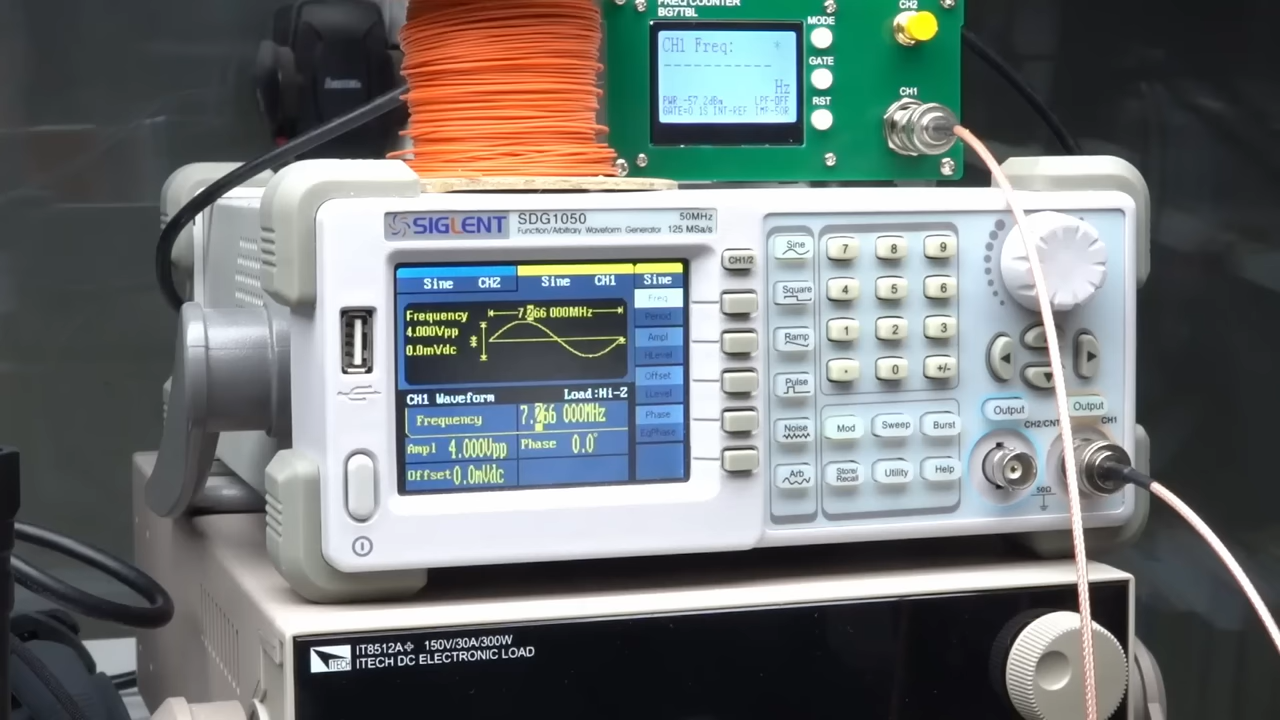 FREQ COUNTER
BG7TBL
CH1 Freq: *
-----------
Hz
PWR -57.2dBm LPF-OFF
GATE=0.1S INT-REF IMP-50R
MODE
GATE
RST
CH2
CH1
SIGLENT
SDG1050
Function/Arbitrary Waveform Generator
50MHz
125 MSa/s
Sine CH2
Sine CH1
Sine
Frequency
4.000Vpp
0.0mVdc
66 000MHz
Freq
Period
Ampl
HLevel
Offset
Phase
EqPhase
CH1 Waveform
Load:Hi-Z
Frequency
66 000MHz
Ampl 4.000Vpp
Phase 0.0°
Offset 0.0mVdc
CH1/2
Sine
Square
Ramp
Pulse
Noise
Arb
7 8 9
4 5 6
1 2 3
. 0 +/-
Mod Sweep Burst
Store/Recall
Utility
Help
Output
Output
CH2/CNT
CH1
50Ω
ITECH
IT8512A+ 150V/30A/300W
ITECH DC ELECTRONIC LOAD